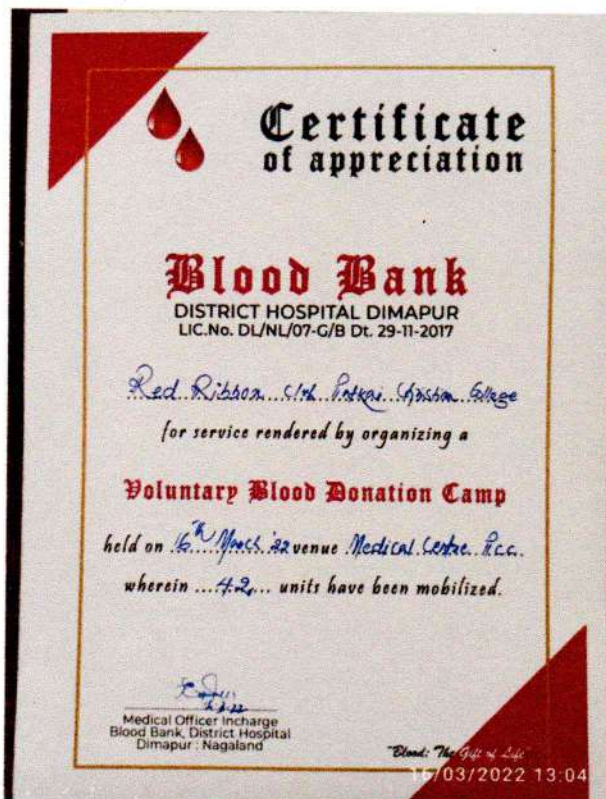 Certificate
of appreciation
Blood Bank
DISTRICT HOSPITAL DIMAPUR
LIC.No. DL/NL/07-G/B Dt. 29-11-2017
Red Ribbon Club Patkai Christian College
for service rendered by organizing a
Voluntary Blood Donation Camp
held on 16th March '22 venue Medical Centre P.c.c.
wherein ....42.... units have been mobilized.
Medical Officer Incharge
Blood Bank, District Hospital
Dimapur : Nagaland
"Blood: The Gift of Life"
16/03/2022 13:04